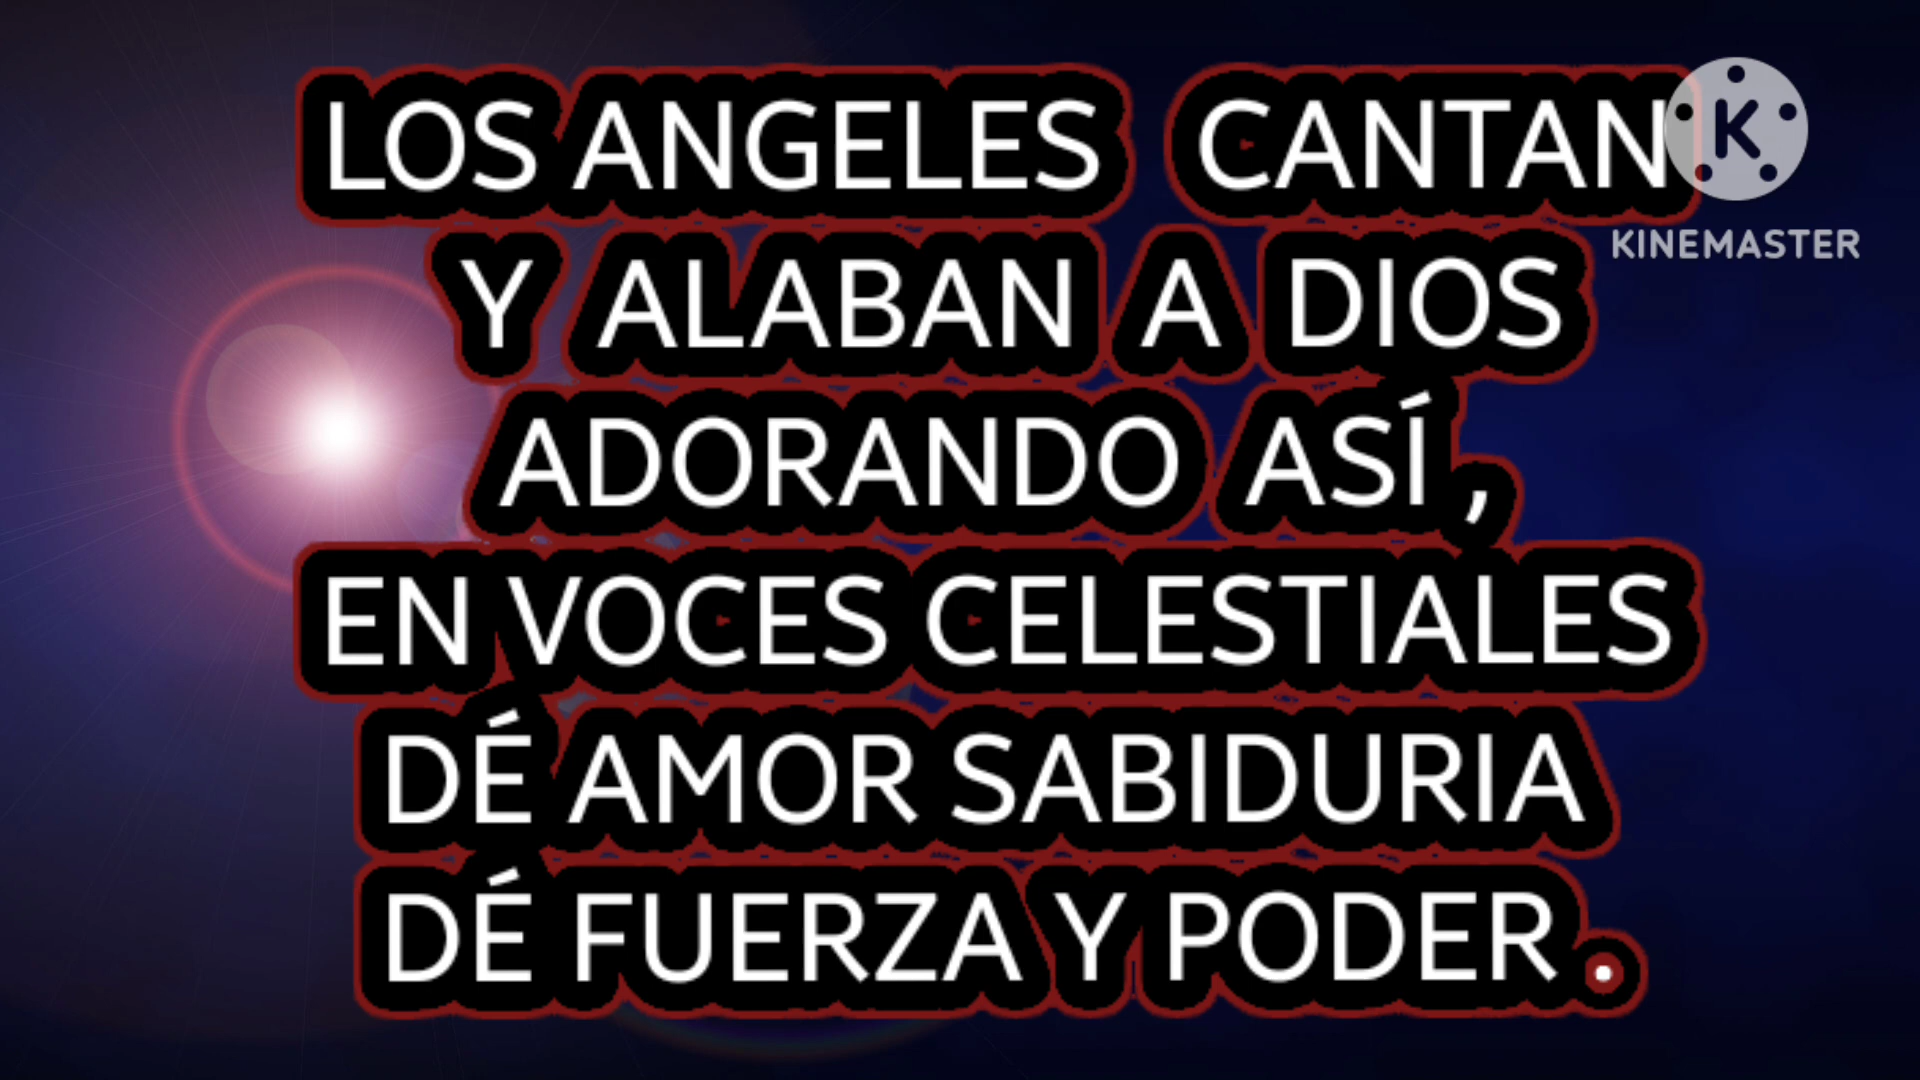 LOS ANGELES CANTAN
Y ALABAN A DIOS
ADORANDO ASÍ ,
EN VOCES CELESTIALES
DÉ AMOR SABIDURIA
DÉ FUERZA Y PODER .
K
KINEMASTER